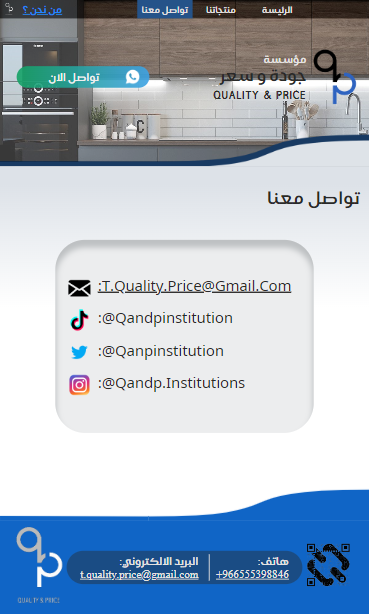 الرئيسة
منتجاتنا
تواصل معنا
من نحن ؟
مؤسسة
جودة و سعر
QUALITY & PRICE
تواصل الان
تواصل معنا
:T.Quality.Price@Gmail.Com
:@Qandpinstitution
:@Qanpinstitution
:@Qandp.Institutions
هاتف:
+966555398846
البريد الالكتروني:
t.quality.price@gmail.com
QUALITY & PRICE